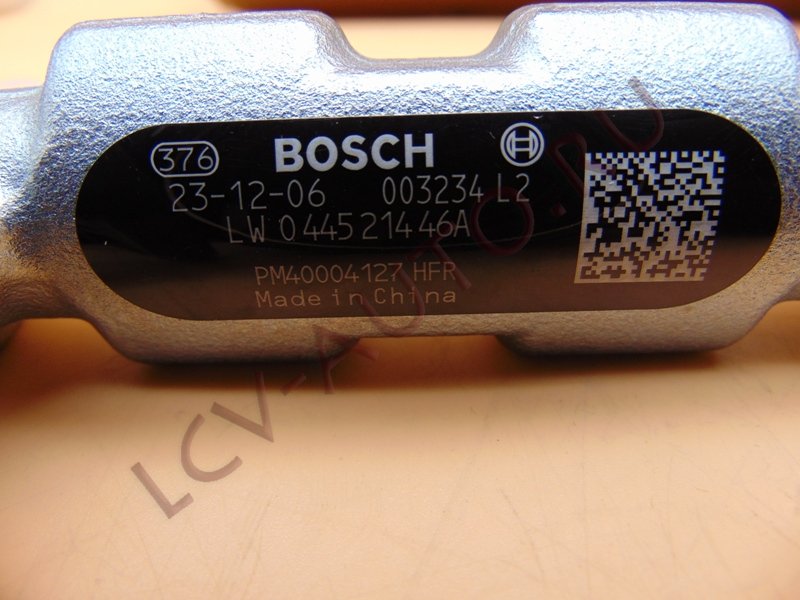 376 BOSCH
23-12-06 003234 L2
LW 0 445 214 46A
PM40004127 HFR
Made in China
LCV-AUTO.RU